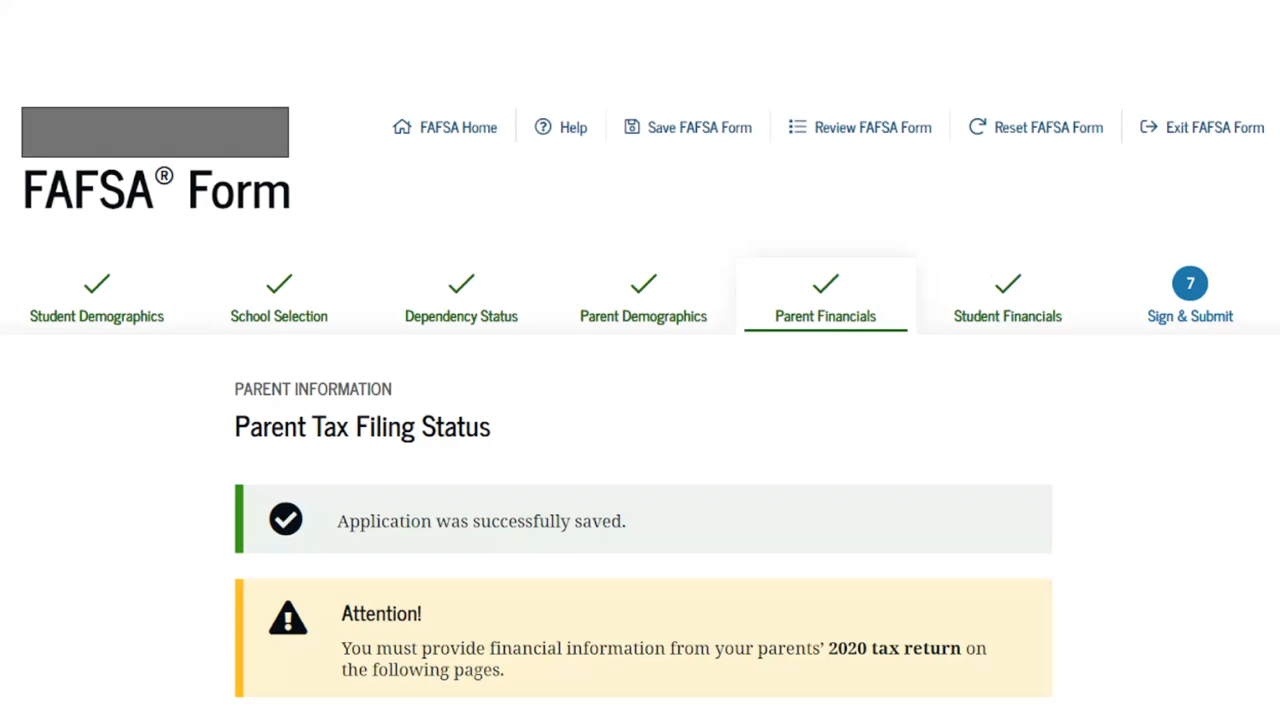 FAFSA Home
Help
Save FAFSA Form
Review FAFSA Form
Reset FAFSA Form
Exit FAFSA Form
FAFSA® Form
Student Demographics
School Selection
Dependency Status
Parent Demographics
Parent Financials
Student Financials
7
Sign & Submit
PARENT INFORMATION
Parent Tax Filing Status
Application was successfully saved.
Attention!
You must provide financial information from your parents’ 2020 tax return on
the following pages.